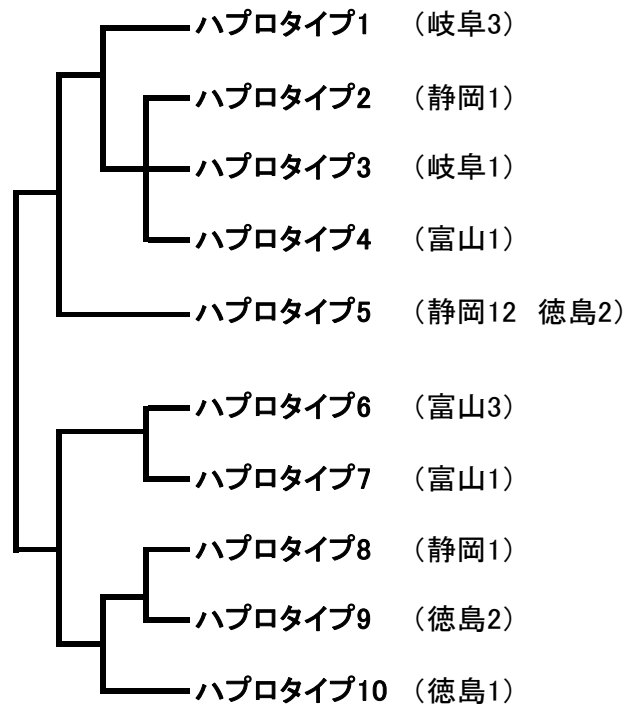 ハプロタイプ1 （岐阜3）
ハプロタイプ2 （静岡1）
ハプロタイプ3 （岐阜1）
ハプロタイプ4 （富山1）
ハプロタイプ5 （静岡12 徳島2）
ハプロタイプ6 （富山3）
ハプロタイプ7 （富山1）
ハプロタイプ8 （静岡1）
ハプロタイプ9 （徳島2）
ハプロタイプ10 （徳島1）